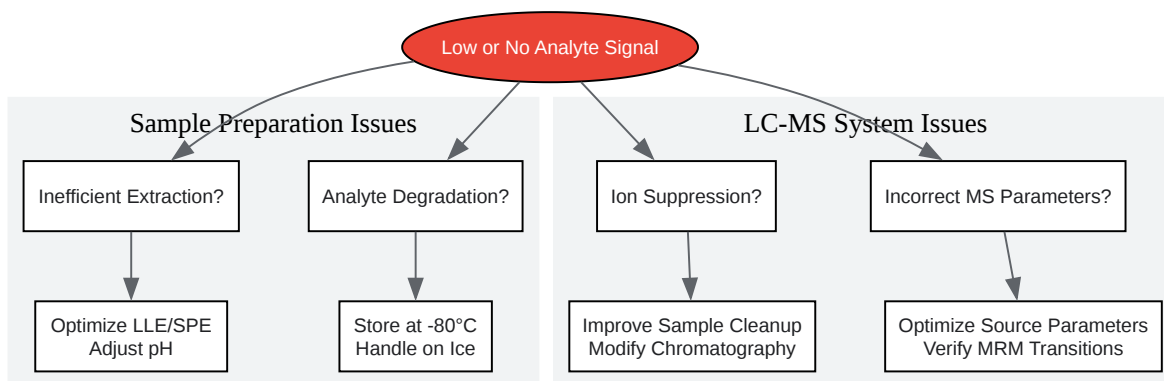 Low or No Analyte Signal
Sample Preparation Issues
LC-MS System Issues
Inefficient Extraction?
Analyte Degradation?
Ion Suppression?
Incorrect MS Parameters?
Optimize LLE/SPE
Adjust pH
Store at -80°C
Handle on Ice
Improve Sample Cleanup
Modify Chromatography
Optimize Source Parameters
Verify MRM Transitions